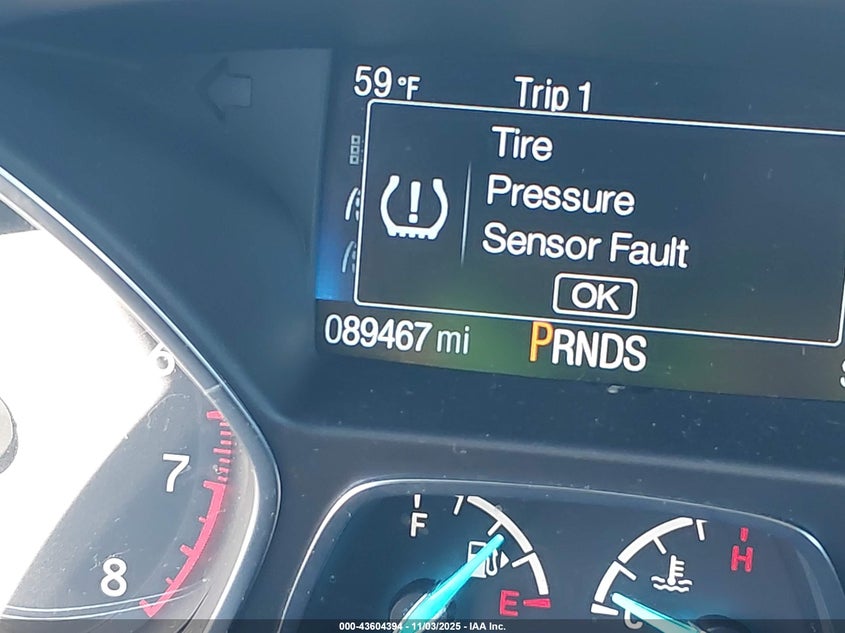 59 °F Trip 1
Tire
Pressure
Sensor Fault
OK
089467 mi PRNDS
6
7
8
F
E
H
C
000-43604394 - 11/03/2025 - IAA Inc.